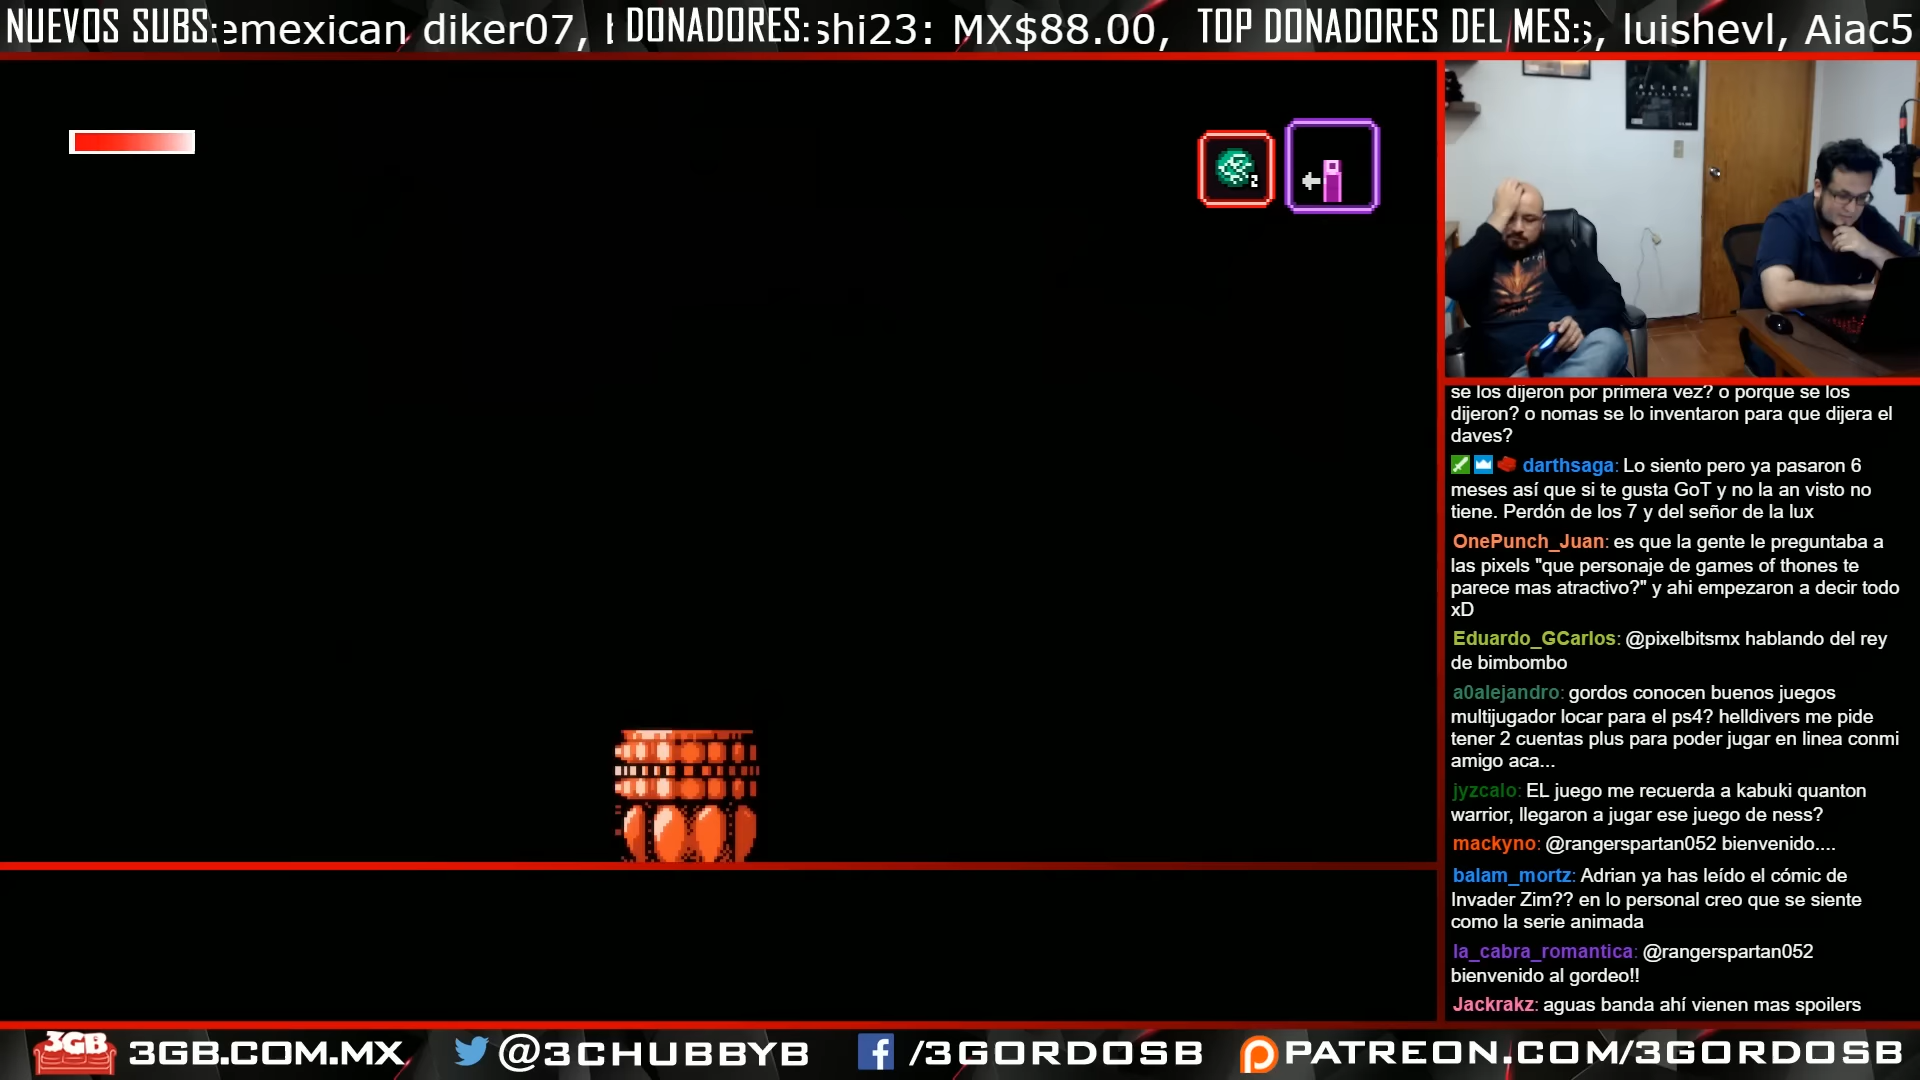 NUEVOS SUBS: emexican diker07,
DONADORES: shi23: MX$88.00,
TOP DONADORES DEL MES: s, luishevl, Aiac5
2
ALIEN
se los dijeron por primera vez? o porque se los
dijeron? o nomas se lo inventaron para que dijera el
daves?
darthsaga: Lo siento pero ya pasaron 6
meses así que si te gusta GoT y no la an visto no
tiene. Perdón de los 7 y del señor de la lux
OnePunch_Juan: es que la gente le preguntaba a
las pixels "que personaje de games of thones te
parece mas atractivo?" y ahi empezaron a decir todo
xD
Eduardo_GCarlos: @pixelbitsmx hablando del rey
de bimbombo
a0alejandro: gordos conocen buenos juegos
multijugador locar para el ps4? helldivers me pide
tener 2 cuentas plus para poder jugar en linea conmi
amigo aca...
jyzcalo: EL juego me recuerda a kabuki quanton
warrior, llegaron a jugar ese juego de ness?
mackyno: @rangerspartan052 bienvenido....
balam_mortz: Adrian ya has leído el cómic de
Invader Zim?? en lo personal creo que se siente
como la serie animada
la_cabra_romantica: @rangerspartan052
bienvenido al gordeo!!
Jackrakz: aguas banda ahí vienen mas spoilers
3GB 3GB.COM.MX
@3CHUBBYB
/3GORDOSB
PATREON.COM/3GORDOSB